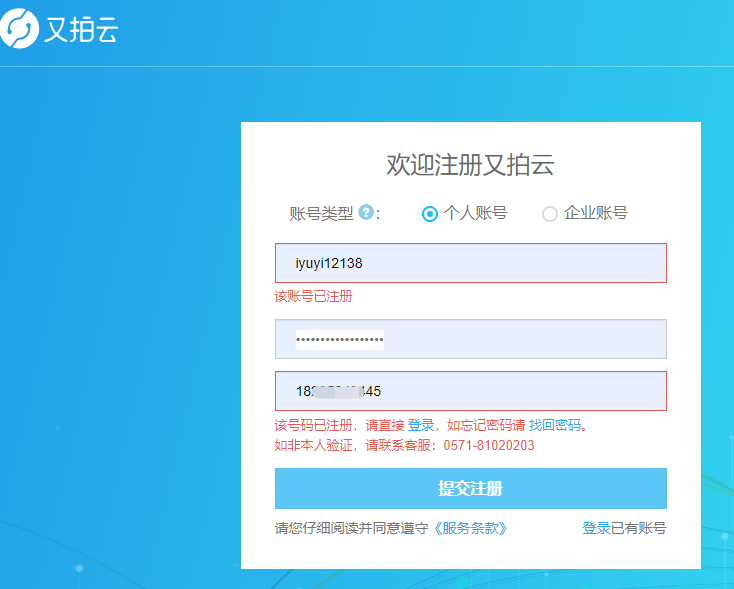 又拍云
欢迎注册又拍云
账号类型 ?: 个人账号 企业账号
iyuyi12138
该账号已注册
••••••••••••••••••
该号码已注册，请直接 登录，如忘记密码请 找回密码。
如非本人验证，请联系客服：0571-81020203
提交注册
请您仔细阅读并同意遵守《服务条款》 登录已有账号